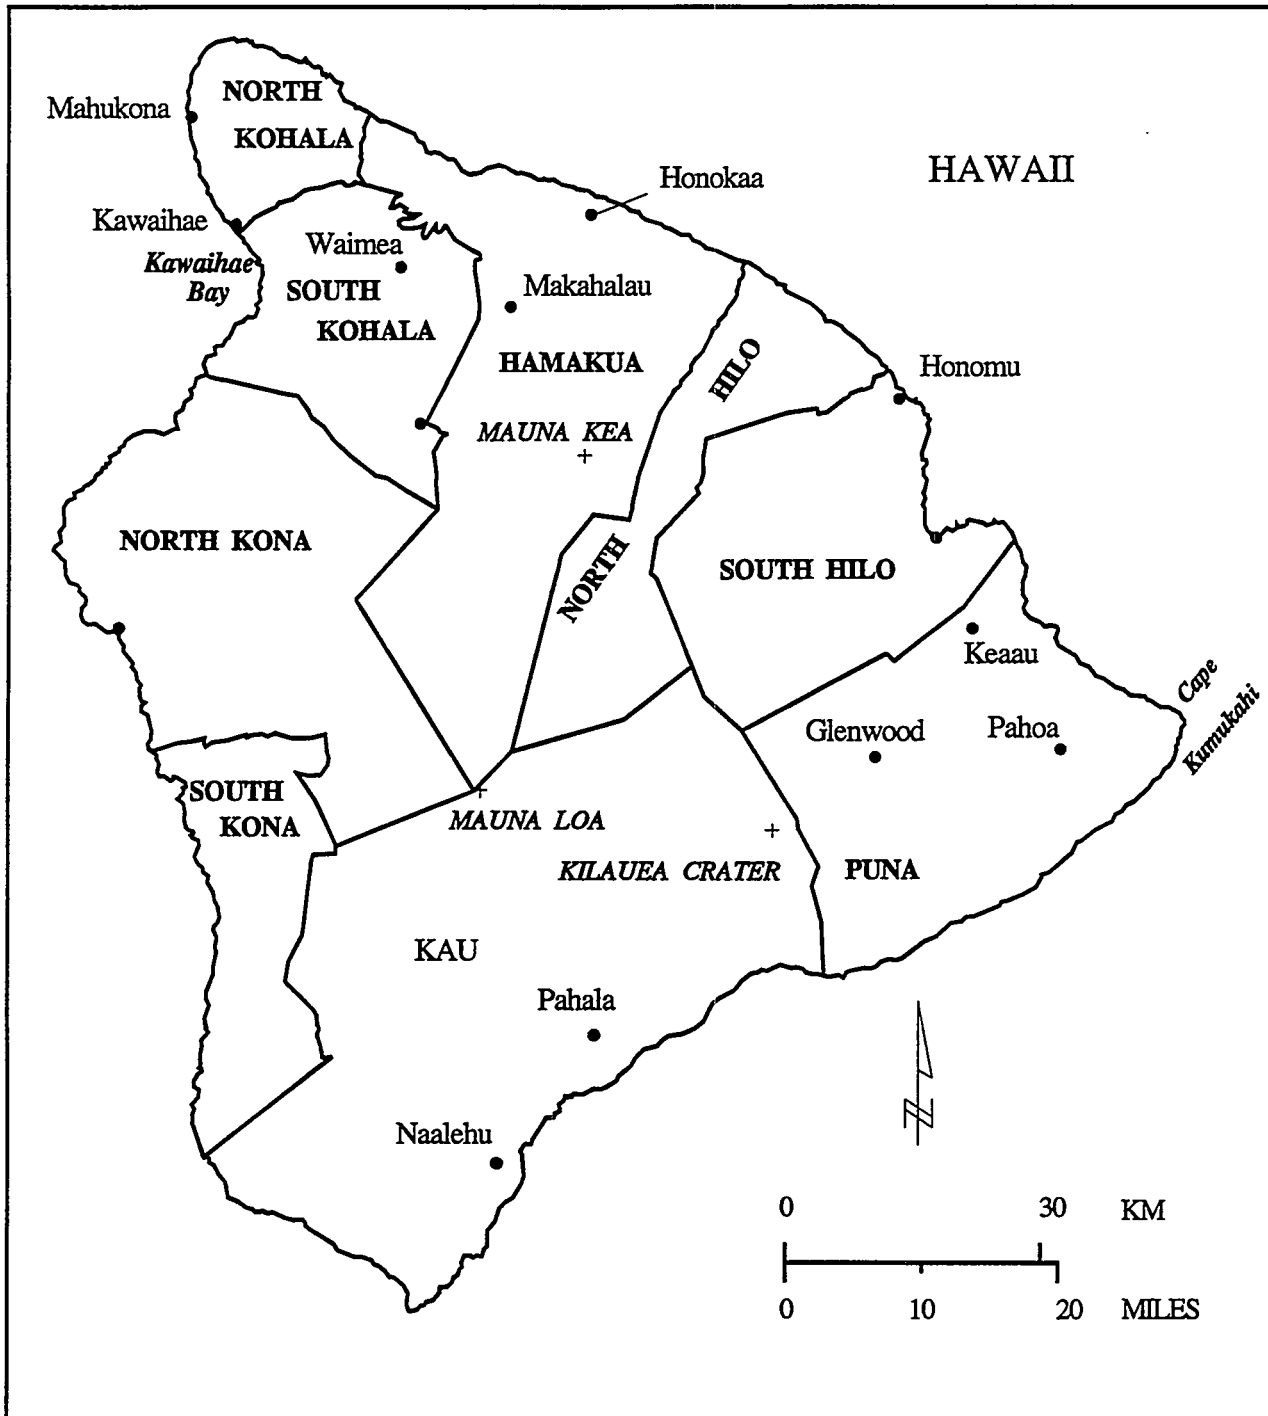 NORTH
KOHALA
Mahukona
HAWAII
Honokaa
Kawaihae
Kawaihae
Bay
Waimea
SOUTH
KOHALA
Makahalau
HAMAKUA
HILO
Honomu
MAUNA KEA
NORTH KONA
NORTH
SOUTH HILO
Keaau
Cape
Kumukahi
Glenwood
Pahoa
SOUTH
KONA
MAUNA LOA
KILAUEA CRATER
PUNA
KAU
Pahala
N
Naalehu
0 30 KM
0 10 20 MILES